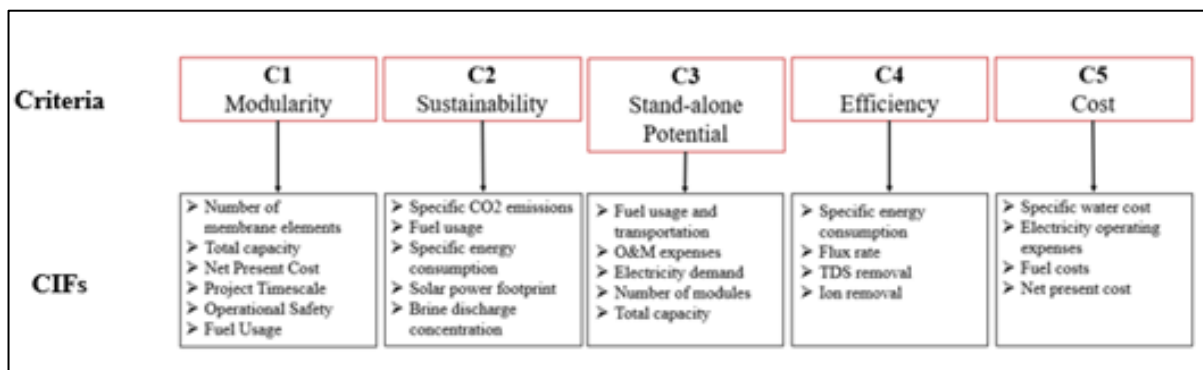 Criteria
C1
Modularity
C2
Sustainability
C3
Stand-alone
Potential
C4
Efficiency
C5
Cost
CIFs
➤ Number of
membrane elements
➤ Total capacity
➤ Net Present Cost
➤ Project Timescale
➤ Operational Safety
➤ Fuel Usage
➤ Specific CO2 emissions
➤ Fuel usage
➤ Specific energy
consumption
➤ Solar power footprint
➤ Brine discharge
concentration
➤ Fuel usage and
transportation
➤ O&M expenses
➤ Electricity demand
➤ Number of modules
➤ Total capacity
➤ Specific energy
consumption
➤ Flux rate
➤ TDS removal
➤ Ion removal
➤ Specific water cost
➤ Electricity operating
expenses
➤ Fuel costs
➤ Net present cost